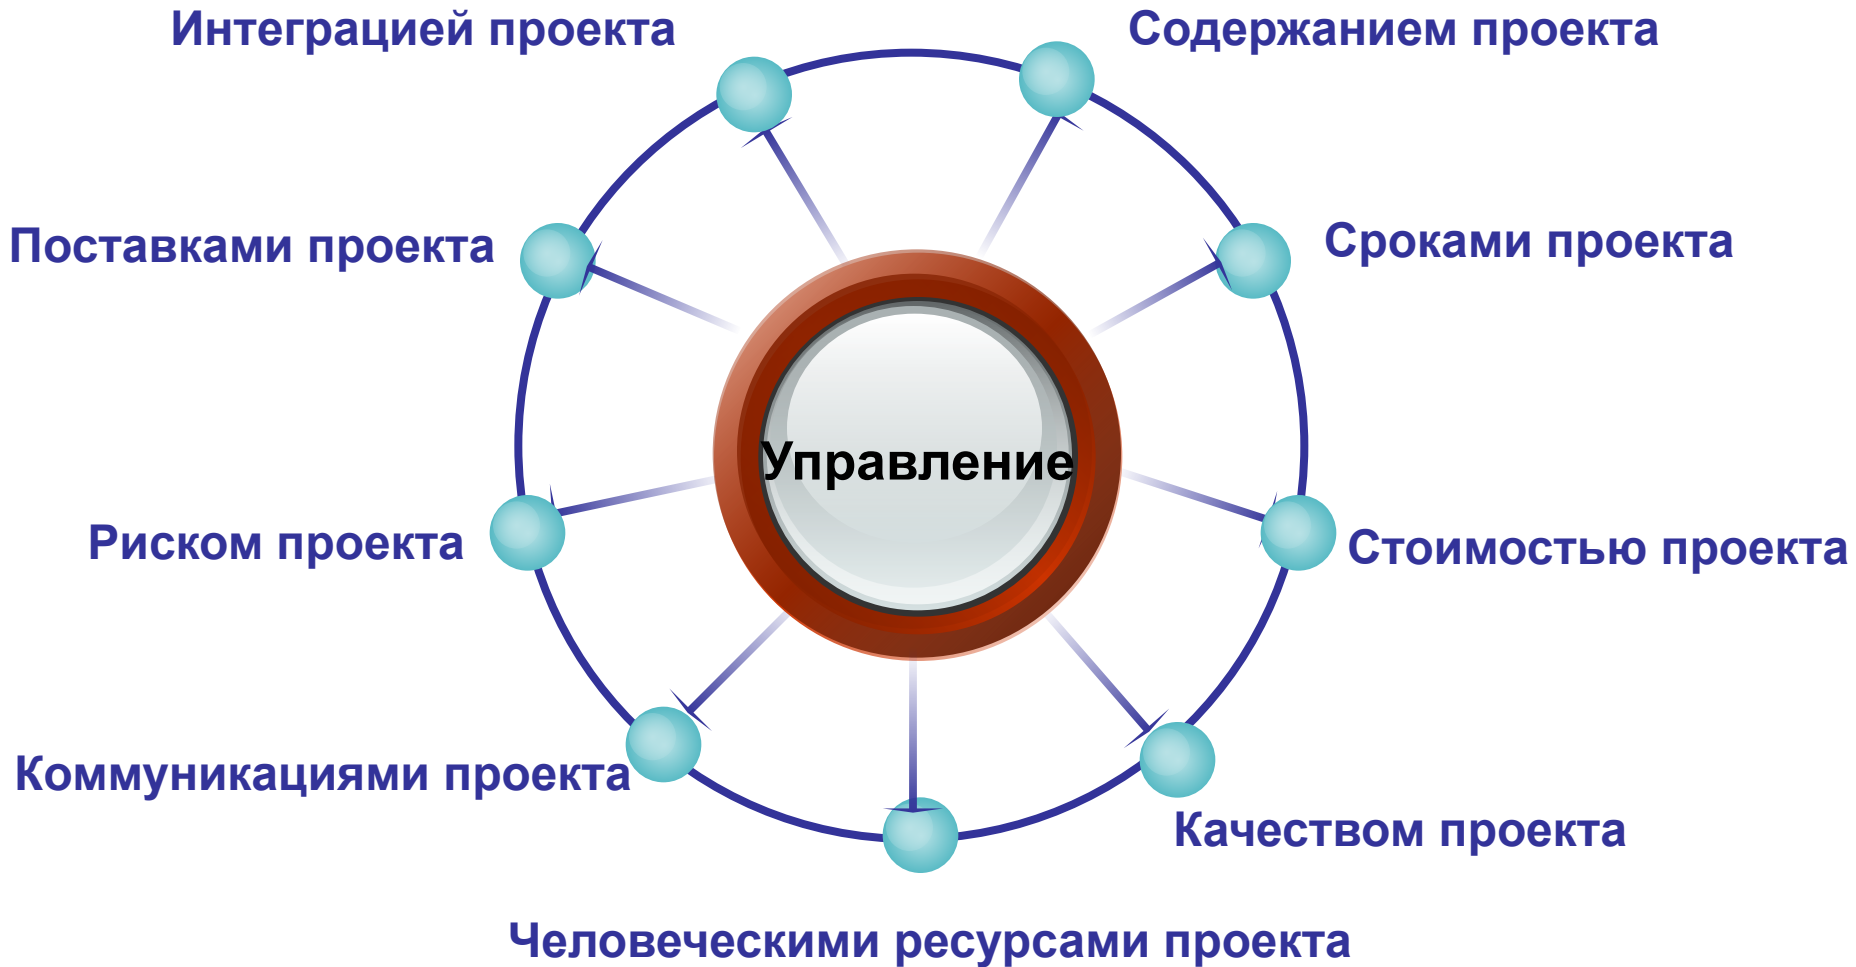 Интеграцией проекта
Содержанием проекта
Поставками проекта
Сроками проекта
Управление
Риском проекта
Стоимостью проекта
Коммуникациями проекта
Качеством проекта
Человеческими ресурсами проекта